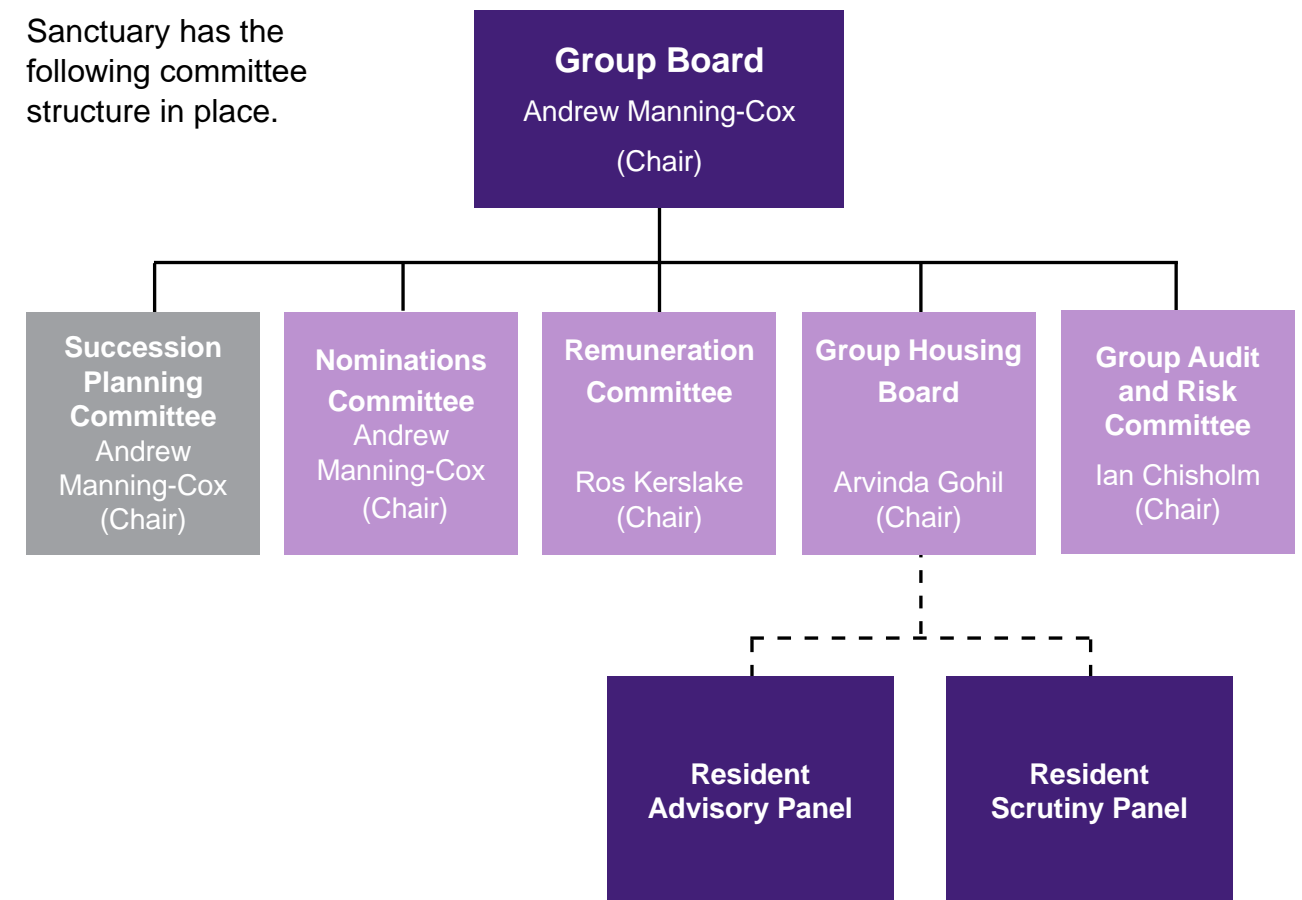 Sanctuary has the
following committee
structure in place.
Group Board
Andrew Manning-Cox
(Chair)
Succession
Planning
Committee
Andrew
Manning-Cox
(Chair)
Nominations
Committee
Andrew
Manning-Cox
(Chair)
Remuneration
Committee
Ros Kerslake
(Chair)
Group Housing
Board
Arvinda Gohil
(Chair)
Group Audit
and Risk
Committee
Ian Chisholm
(Chair)
Resident
Advisory Panel
Resident
Scrutiny Panel